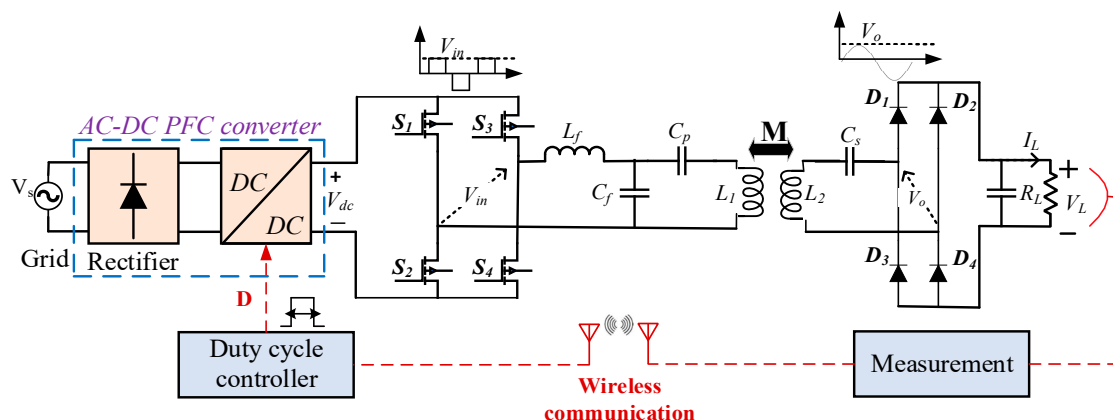 V_in
V_o
AC-DC PFC converter
S_1
S_3
L_f
C_p
M
C_s
D_1
D_2
I_L
V_s
DC
DC
+
V_dc
−
V_in
C_f
L_1
L_2
V_o
R_L
+
V_L
−
Grid
Rectifier
S_2
S_4
D_3
D_4
D
Duty cycle
controller
Wireless
communication
Measurement